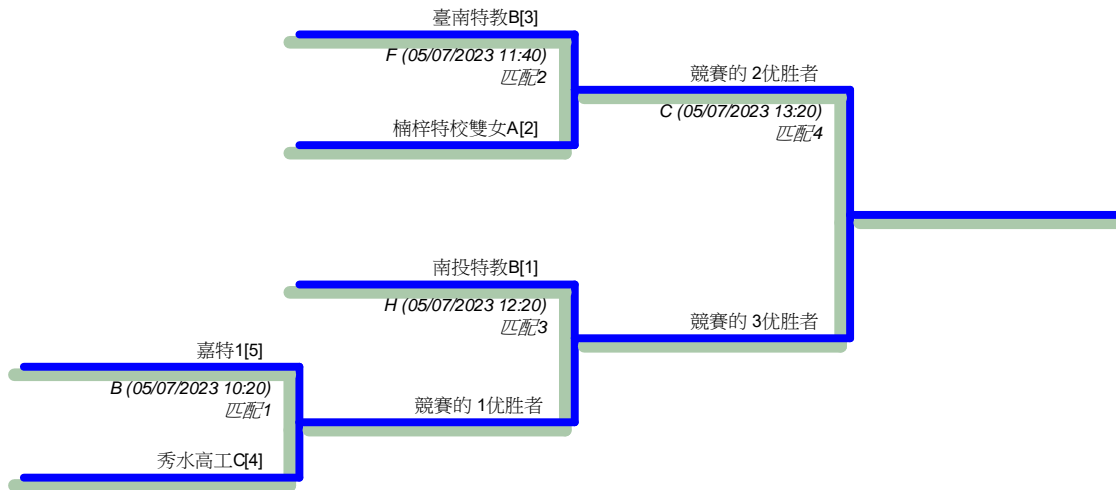 臺南特教B[3]
F (05/07/2023 11:40)
匹配2
競賽的 2优胜者
C (05/07/2023 13:20)
匹配4
楠梓特校雙女A[2]
南投特教B[1]
H (05/07/2023 12:20)
匹配3
競賽的 3优胜者
嘉特1[5]
B (05/07/2023 10:20)
匹配1
競賽的 1优胜者
秀水高工C[4]